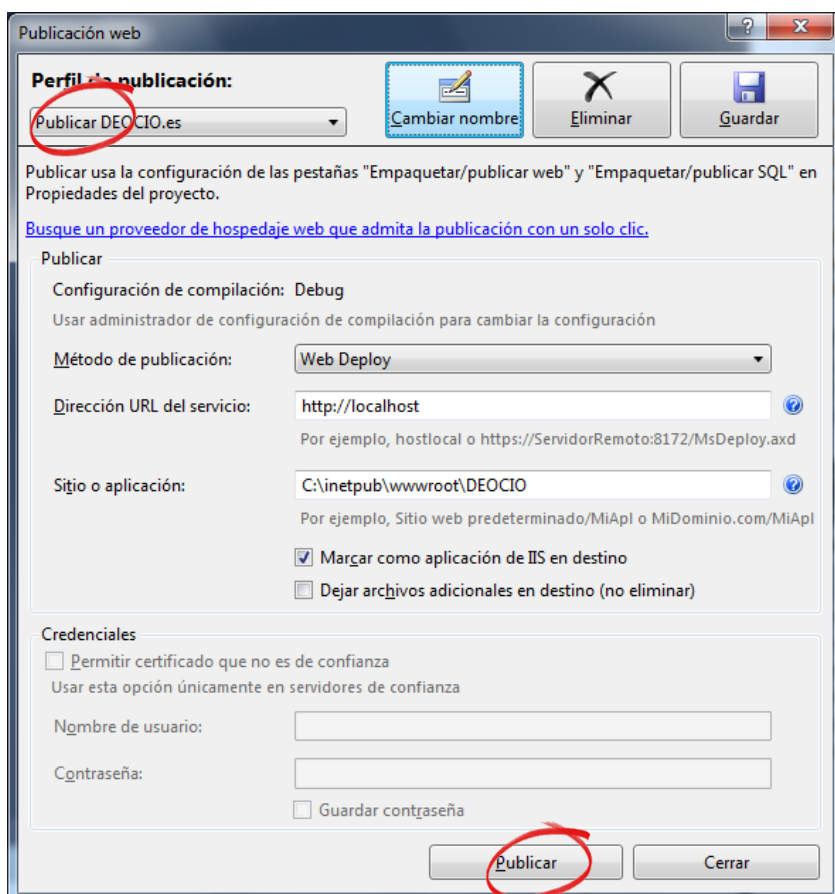 Publicación web
Perfil de publicación:
Publicar DEOCIO.es
Cambiar nombre
Eliminar
Guardar
Publicar usa la configuración de las pestañas "Empaquetar/publicar web" y "Empaquetar/publicar SQL" en
Propiedades del proyecto.
Busque un proveedor de hospedaje web que admita la publicación con un solo clic.
Publicar
Configuración de compilación: Debug
Usar administrador de configuración de compilación para cambiar la configuración
Método de publicación: Web Deploy
Dirección URL del servicio: http://localhost
Por ejemplo, hostlocal o https://ServidorRemoto:8172/MsDeploy.axd
Sitio o aplicación: C:\inetpub\wwwroot\DEOCIO
Por ejemplo, Sitio web predeterminado/MiApl o MiDominio.com/MiApl
Marcar como aplicación de IIS en destino
Dejar archivos adicionales en destino (no eliminar)
Credenciales
Permitir certificado que no es de confianza
Usar esta opción únicamente en servidores de confianza
Nombre de usuario:
Contraseña:
Guardar contraseña
Publicar
Cerrar